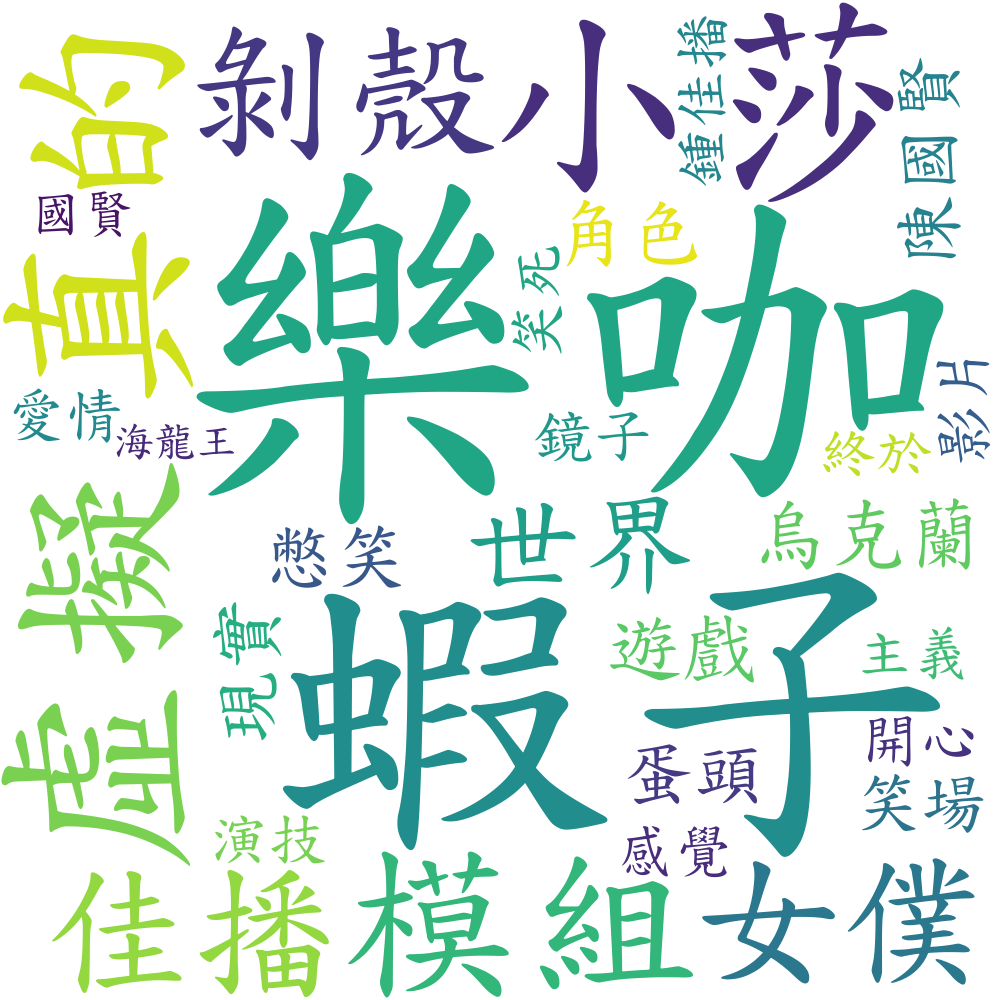 真的
剝殼
小莎
鍾佳播
陳國賢
國賢
角色
樂咖
笑死
愛情
海龍王
鏡子
終於
影片
虛擬
憋笑
世界
烏克蘭
現實
蝦子
遊戲
主義
蛋頭
開心
笑場
演技
感覺
佳播
模組
女僕